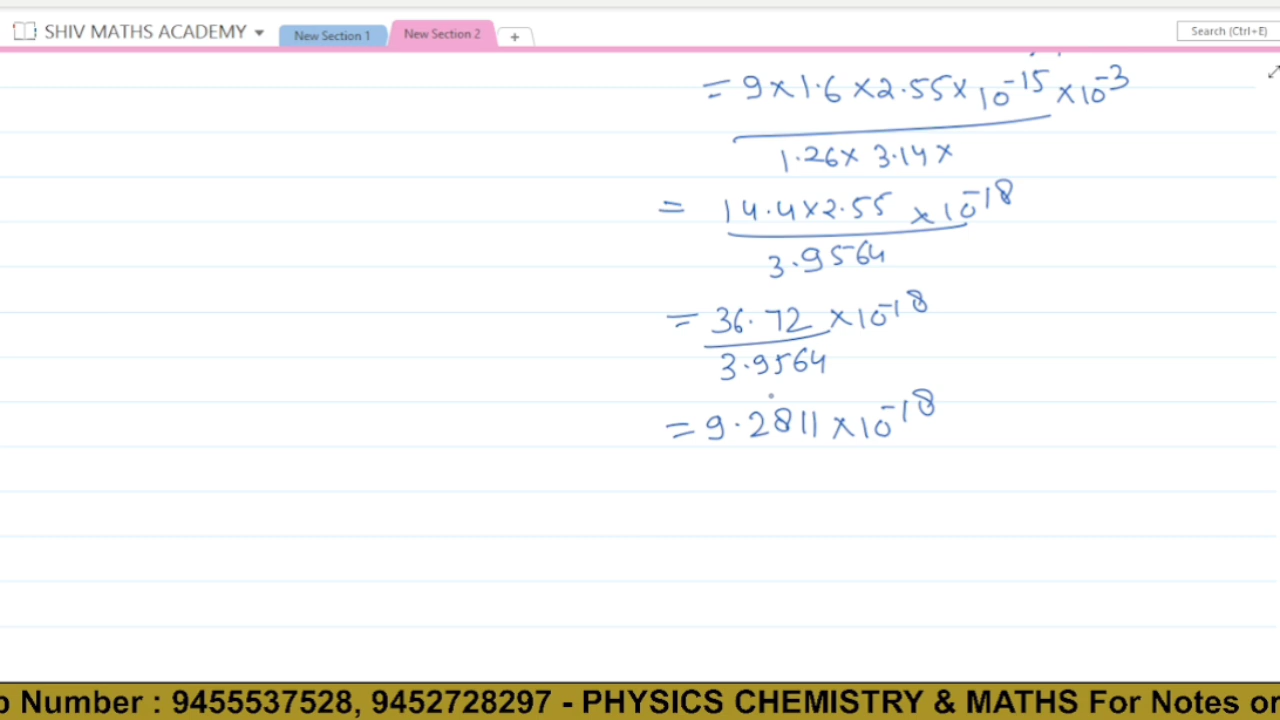 SHIV MATHS ACADEMY New Section 1 New Section 2 + Search (Ctrl+E)
= 9×1.6×2.55×10⁻¹⁵×10⁻³
1.26× 3.14×
= 14.4×2.55 ×10⁻¹⁸
3.9564
= 36.72×10⁻¹⁸
3.9564
= 9.2811×10⁻¹⁸
Number : 9455537528, 9452728297 - PHYSICS CHEMISTRY & MATHS For Notes